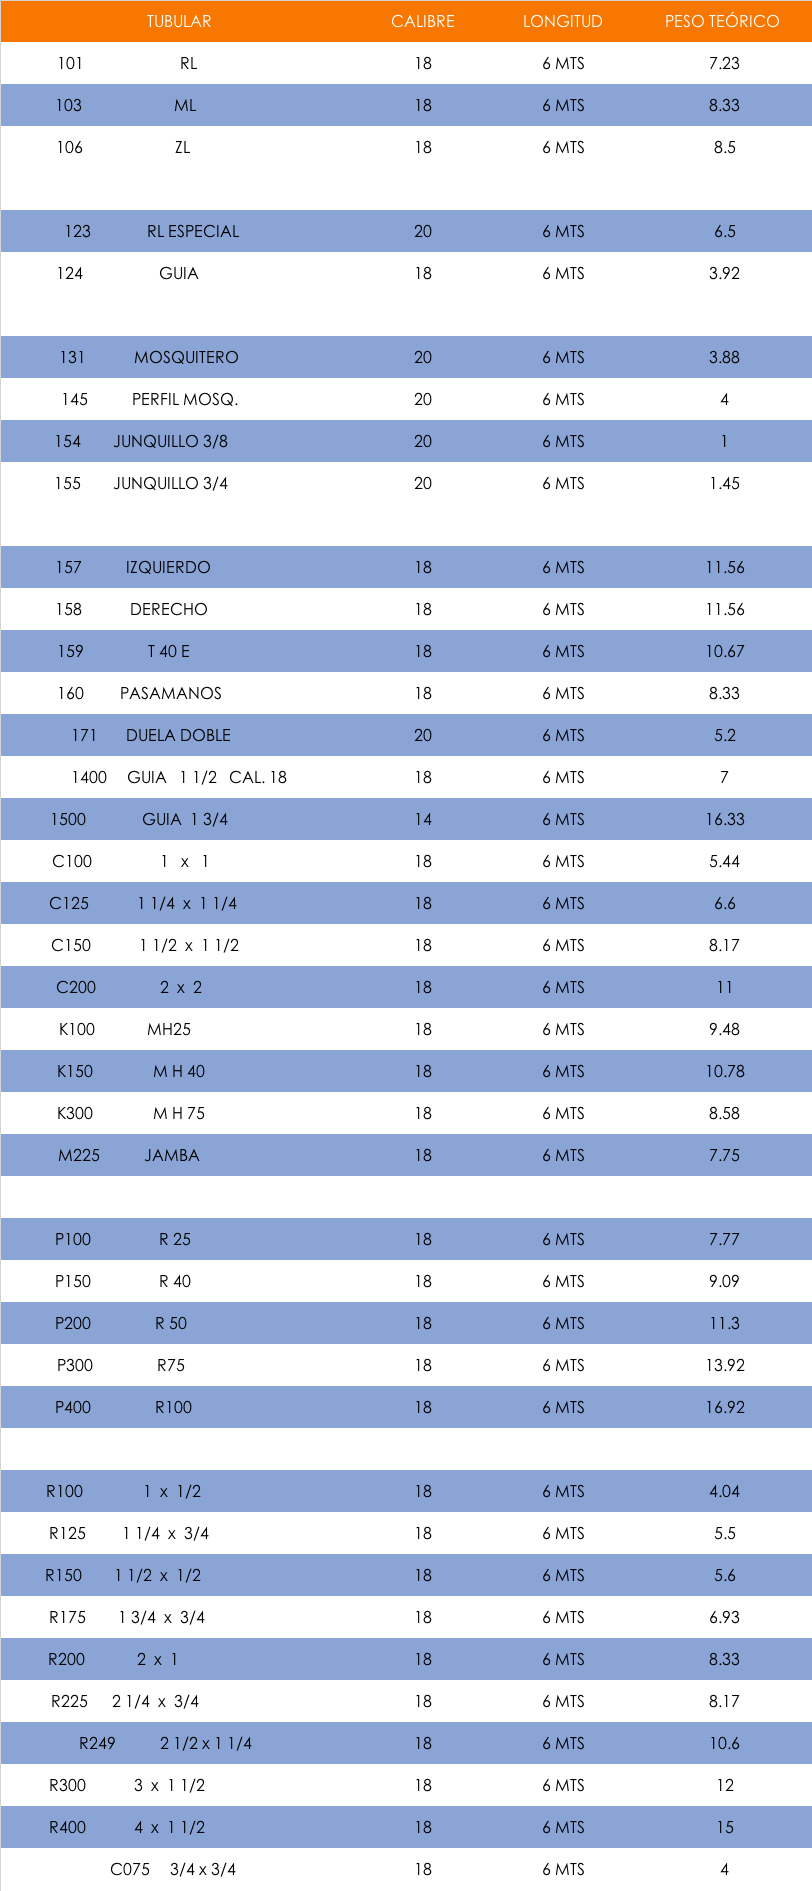 TUBULAR CALIBRE LONGITUD PESO TEÓRICO
101 RL 18 6 MTS 7.23
103 ML 18 6 MTS 8.33
106 ZL 18 6 MTS 8.5
123 RL ESPECIAL 20 6 MTS 6.5
124 GUIA 18 6 MTS 3.92
131 MOSQUITERO 20 6 MTS 3.88
145 PERFIL MOSQ. 20 6 MTS 4
154 JUNQUILLO 3/8 20 6 MTS 1
155 JUNQUILLO 3/4 20 6 MTS 1.45
157 IZQUIERDO 18 6 MTS 11.56
158 DERECHO 18 6 MTS 11.56
159 T 40 E 18 6 MTS 10.67
160 PASAMANOS 18 6 MTS 8.33
171 DUELA DOBLE 20 6 MTS 5.2
1400 GUIA 1 1/2 CAL. 18 18 6 MTS 7
1500 GUIA 1 3/4 14 6 MTS 16.33
C100 1 x 1 18 6 MTS 5.44
C125 1 1/4 x 1 1/4 18 6 MTS 6.6
C150 1 1/2 x 1 1/2 18 6 MTS 8.17
C200 2 x 2 18 6 MTS 11
K100 MH25 18 6 MTS 9.48
K150 M H 40 18 6 MTS 10.78
K300 M H 75 18 6 MTS 8.58
M225 JAMBA 18 6 MTS 7.75
P100 R 25 18 6 MTS 7.77
P150 R 40 18 6 MTS 9.09
P200 R 50 18 6 MTS 11.3
P300 R75 18 6 MTS 13.92
P400 R100 18 6 MTS 16.92
R100 1 x 1/2 18 6 MTS 4.04
R125 1 1/4 x 3/4 18 6 MTS 5.5
R150 1 1/2 x 1/2 18 6 MTS 5.6
R175 1 3/4 x 3/4 18 6 MTS 6.93
R200 2 x 1 18 6 MTS 8.33
R225 2 1/4 x 3/4 18 6 MTS 8.17
R249 2 1/2 x 1 1/4 18 6 MTS 10.6
R300 3 x 1 1/2 18 6 MTS 12
R400 4 x 1 1/2 18 6 MTS 15
C075 3/4 x 3/4 18 6 MTS 4